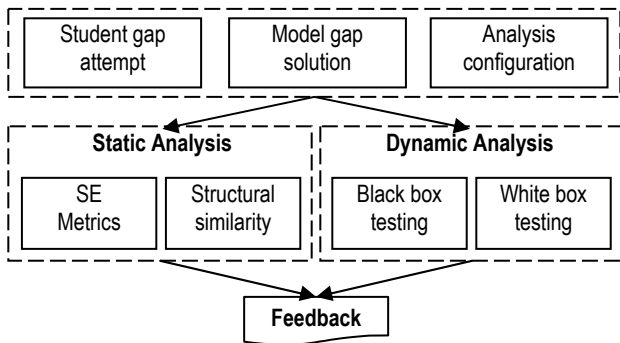 Student gap
attempt
Model gap
solution
Analysis
configuration
Static Analysis
SE
Metrics
Structural
similarity
Dynamic Analysis
Black box
testing
White box
testing
Feedback